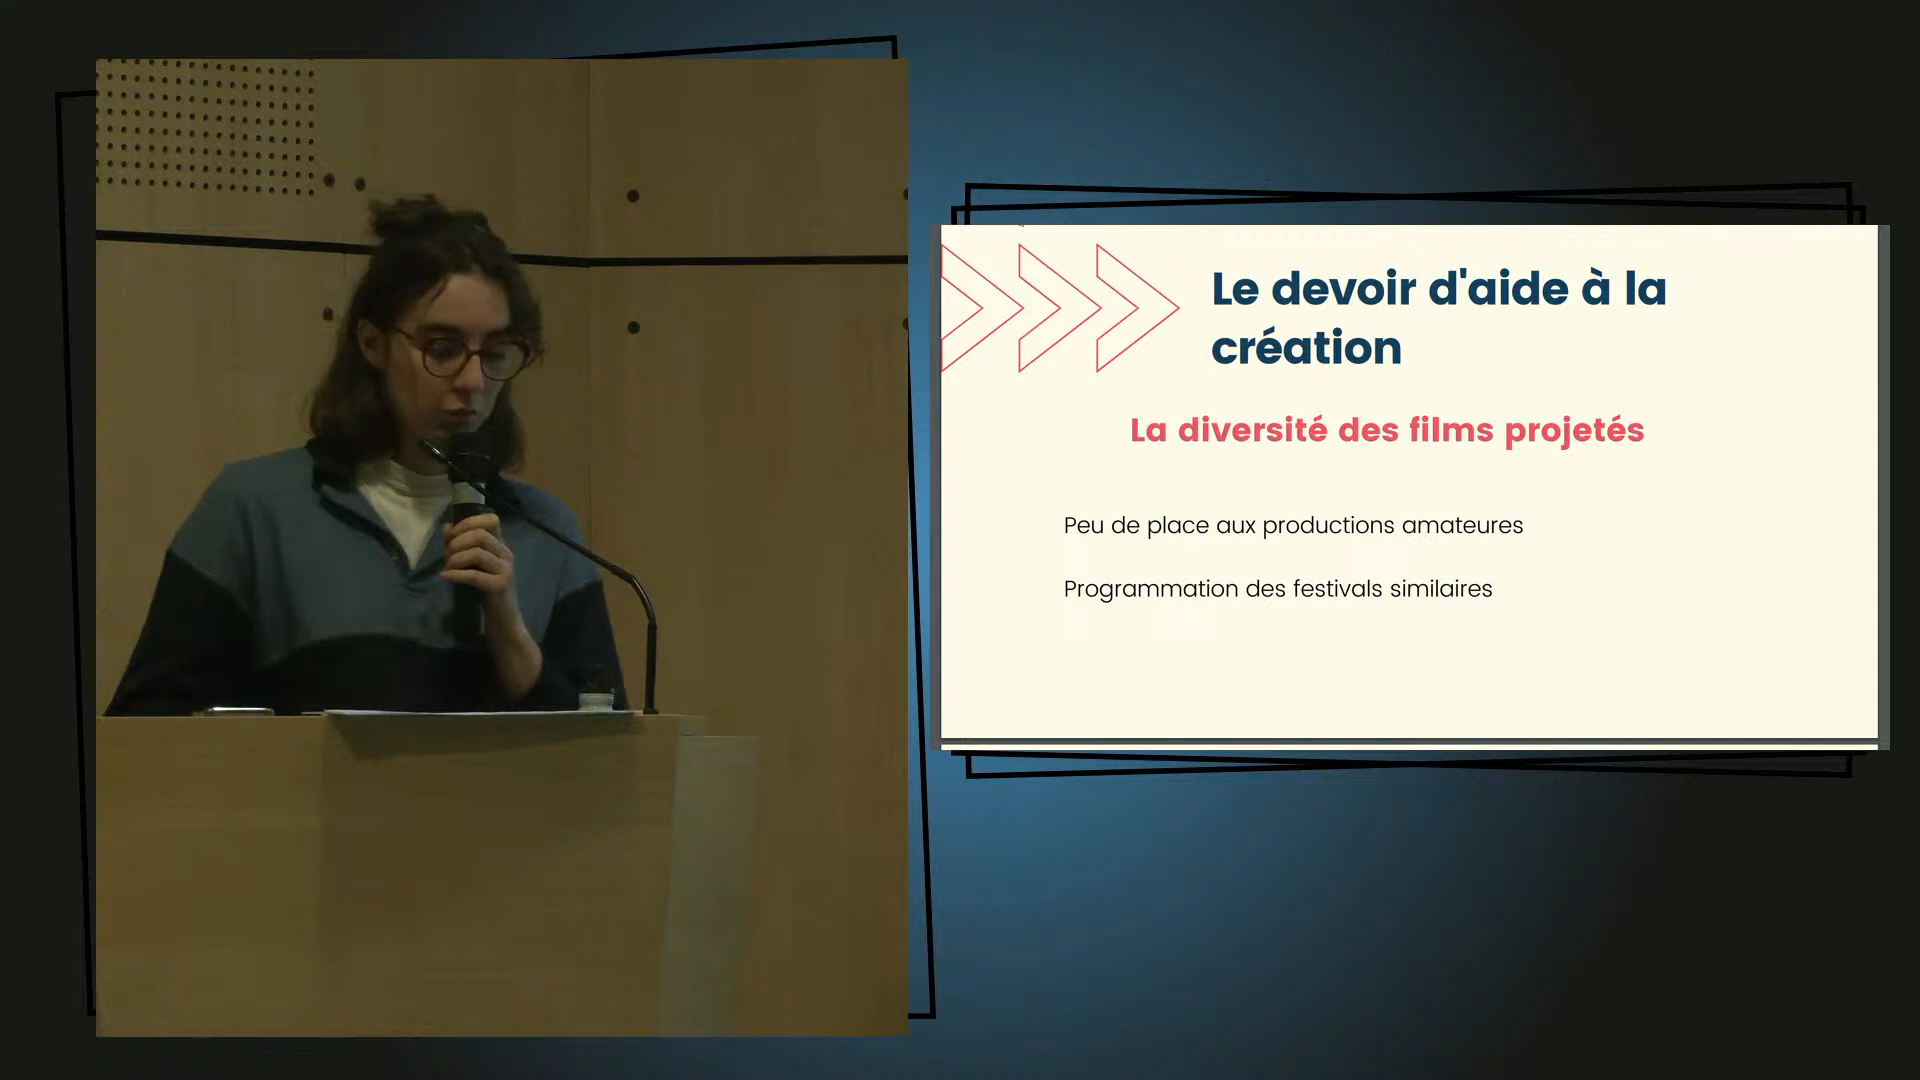 Le devoir d'aide à la
création
La diversité des films projetés
Peu de place aux productions amateures
Programmation des festivals similaires